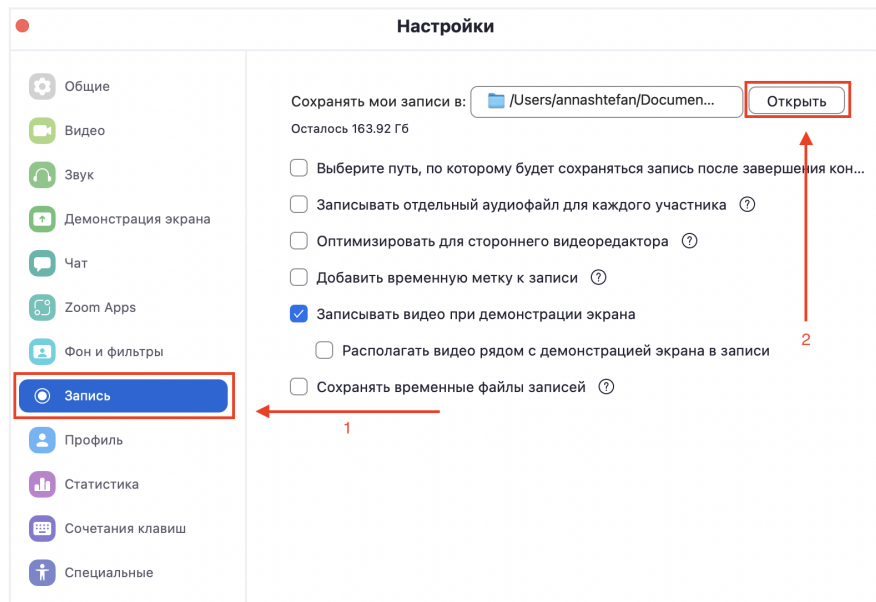 Настройки
Общие
Видео
Звук
Демонстрация экрана
Чат
Zoom Apps
Фон и фильтры
Запись
Профиль
Статистика
Сочетания клавиш
Специальные
Сохранять мои записи в: /Users/annashtefan/Documen... Открыть
Осталось 163.92 Гб
Выберите путь, по которому будет сохраняться запись после завершения кон...
Записывать отдельный аудиофайл для каждого участника ?
Оптимизировать для стороннего видеоредактора ?
Добавить временную метку к записи ?
Записывать видео при демонстрации экрана
Располагать видео рядом с демонстрацией экрана в записи
Сохранять временные файлы записей ?
1
2